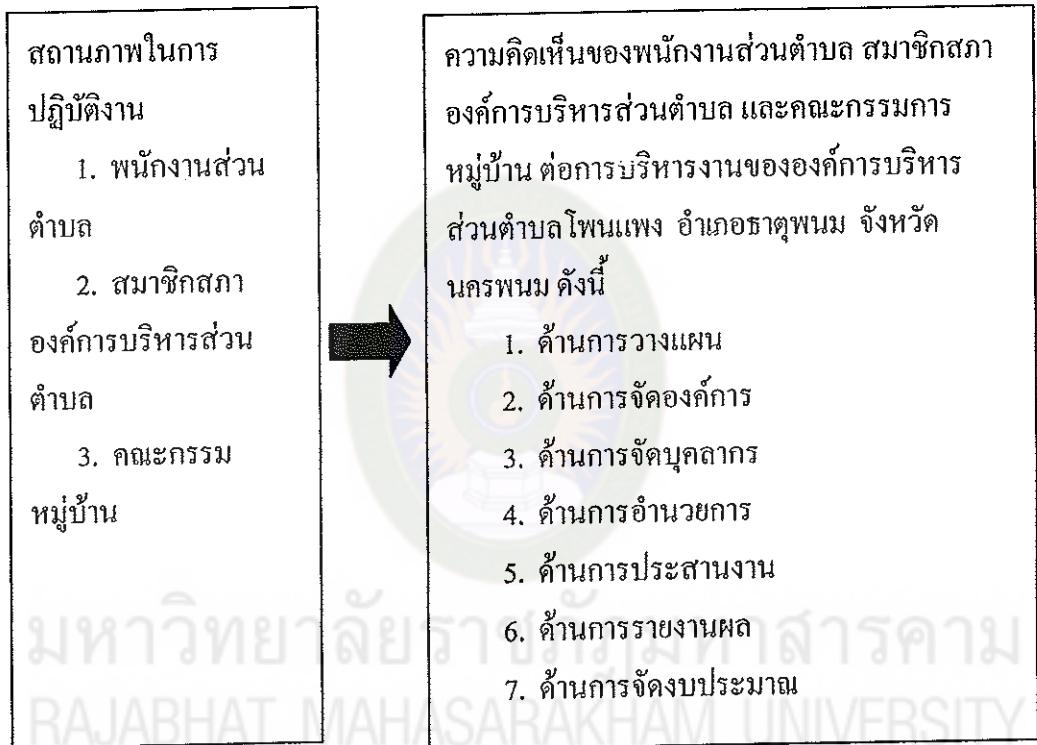 สถานภาพในการ
ปฏิบัติงาน
1. พนักงานส่วน
ตำบล
2. สมาชิกสภา
องค์การบริหารส่วน
ตำบล
3. คณะกรรม
หมู่บ้าน
ความคิดเห็นของพนักงานส่วนตำบล สมาชิกสภา
องค์การบริหารส่วนตำบล และคณะกรรมการ
หมู่บ้าน ต่อการบริหารงานขององค์การบริหาร
ส่วนตำบลโพนแพง อำเภอธาตุพนม จังหวัด
นครพนม ดังนี้
1. ด้านการวางแผน
2. ด้านการจัดองค์การ
3. ด้านการจัดบุคลากร
4. ด้านการอำนวยการ
5. ด้านการประสานงาน
6. ด้านการรายงานผล
7. ด้านการจัดงบประมาณ
มหาวิทยาลัยราชภัฏมหาสารคาม
RAJABHAT MAHASARAKHAM UNIVERSITY